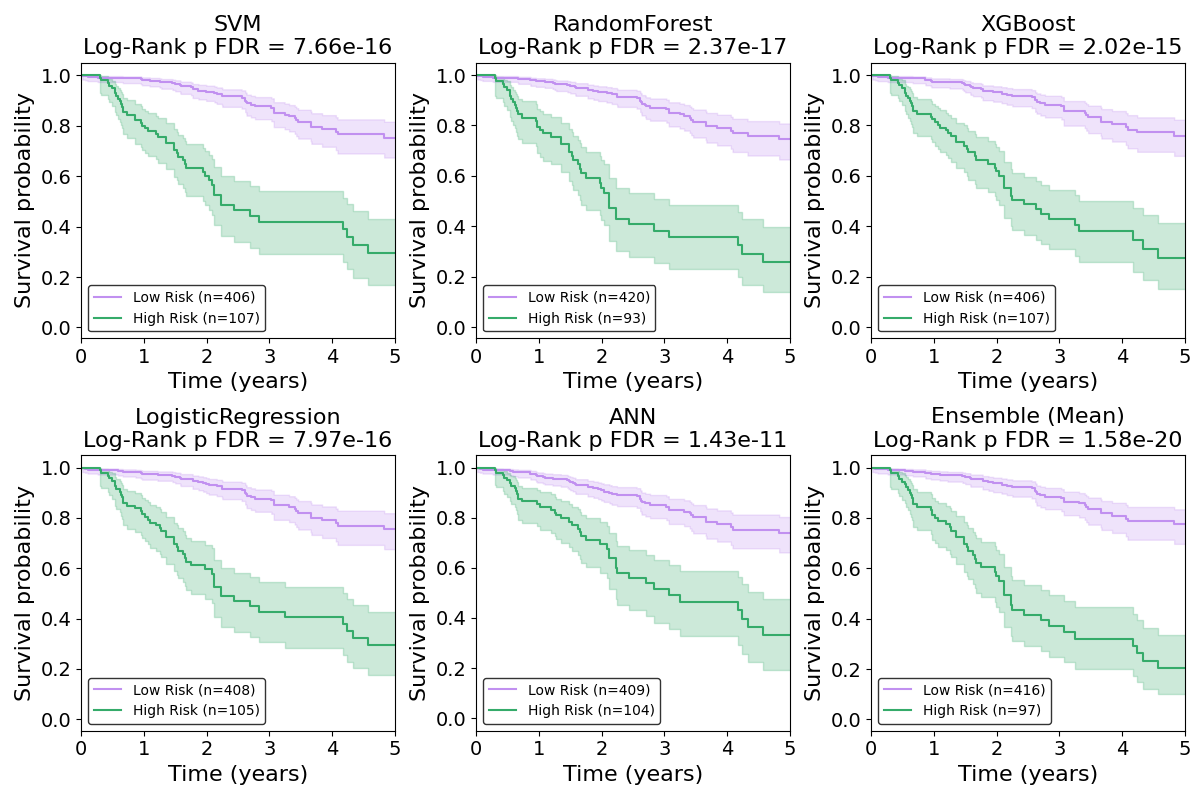 SVM
Log-Rank p FDR = 7.66e-16
Survival probability
1.0
0.8
0.6
0.4
0.2
0.0
Low Risk (n=406)
High Risk (n=107)
0 1 2 3 4 5
Time (years)
RandomForest
Log-Rank p FDR = 2.37e-17
Survival probability
1.0
0.8
0.6
0.4
0.2
0.0
Low Risk (n=420)
High Risk (n=93)
0 1 2 3 4 5
Time (years)
XGBoost
Log-Rank p FDR = 2.02e-15
Survival probability
1.0
0.8
0.6
0.4
0.2
0.0
Low Risk (n=406)
High Risk (n=107)
0 1 2 3 4 5
Time (years)
LogisticRegression
Log-Rank p FDR = 7.97e-16
Survival probability
1.0
0.8
0.6
0.4
0.2
0.0
Low Risk (n=408)
High Risk (n=105)
0 1 2 3 4 5
Time (years)
ANN
Log-Rank p FDR = 1.43e-11
Survival probability
1.0
0.8
0.6
0.4
0.2
0.0
Low Risk (n=409)
High Risk (n=104)
0 1 2 3 4 5
Time (years)
Ensemble (Mean)
Log-Rank p FDR = 1.58e-20
Survival probability
1.0
0.8
0.6
0.4
0.2
0.0
Low Risk (n=416)
High Risk (n=97)
0 1 2 3 4 5
Time (years)